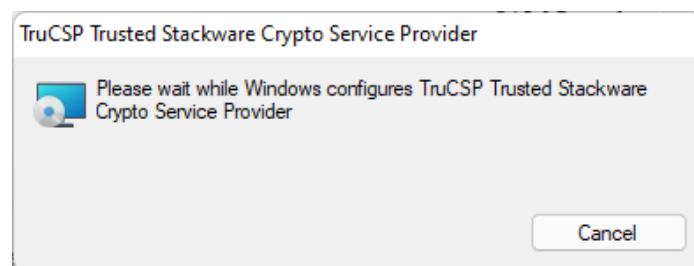 TruCSP Trusted Stackware Crypto Service Provider
Please wait while Windows configures TruCSP Trusted Stackware
Crypto Service Provider
Cancel